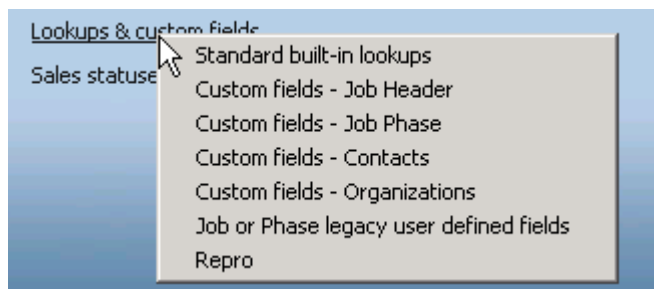 Lookups & custom fields
Sales statuse
Standard built-in lookups
Custom fields - Job Header
Custom fields - Job Phase
Custom fields - Contacts
Custom fields - Organizations
Job or Phase legacy user defined fields
Repro